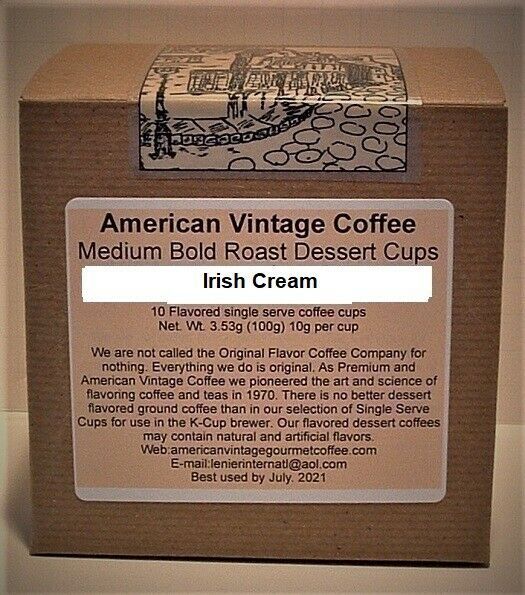 American Vintage Coffee
Medium Bold Roast Dessert Cups
Irish Cream
10 Flavored single serve coffee cups
Net. Wt. 3.53g (100g) 10g per cup
We are not called the Original Flavor Coffee Company for
nothing. Everything we do is original. As Premium and
American Vintage Coffee we pioneered the art and science of
flavoring coffee and teas in 1970. There is no better dessert
flavored ground coffee than in our selection of Single Serve
Cups for use in the K-Cup brewer. Our flavored dessert coffees
may contain natural and artificial flavors.
Web:americanvintagegourmetcoffee.com
E-mail:lenierinternatl@aol.com
Best used by July. 2021